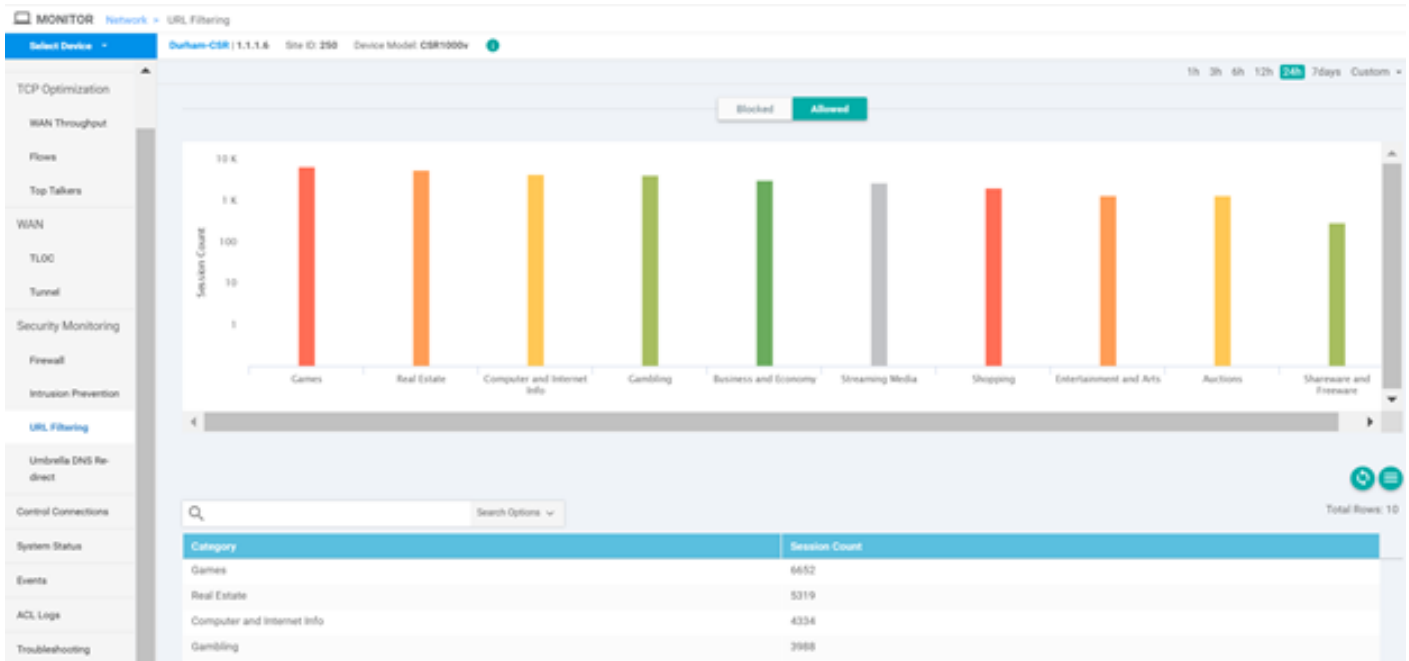 MONITOR Network > URL Filtering
Select Device
Durham-CSR | 1.1.1.6 Site ID: 250 Device Model: CSR1000v
1h 3h 6h 12h 24h 7days Custom
TCP Optimization
WAN Throughput
Flows
Top Talkers
WAN
TLOC
Tunnel
Security Monitoring
Firewall
Intrusion Prevention
URL Filtering
Umbrella DNS Re-
direct
Control Connections
System Status
Events
ACL Logs
Troubleshooting
Blocked Allowed
Session Count
10 K
1 K
100
10
1
Games
Real Estate
Computer and Internet
Info
Gambling
Business and Economy
Streaming Media
Shopping
Entertainment and Arts
Auctions
Shareware and
Freeware
Search Options
Total Rows: 10
Category Session Count
Games 6652
Real Estate 5319
Computer and Internet Info 4334
Gambling 3988